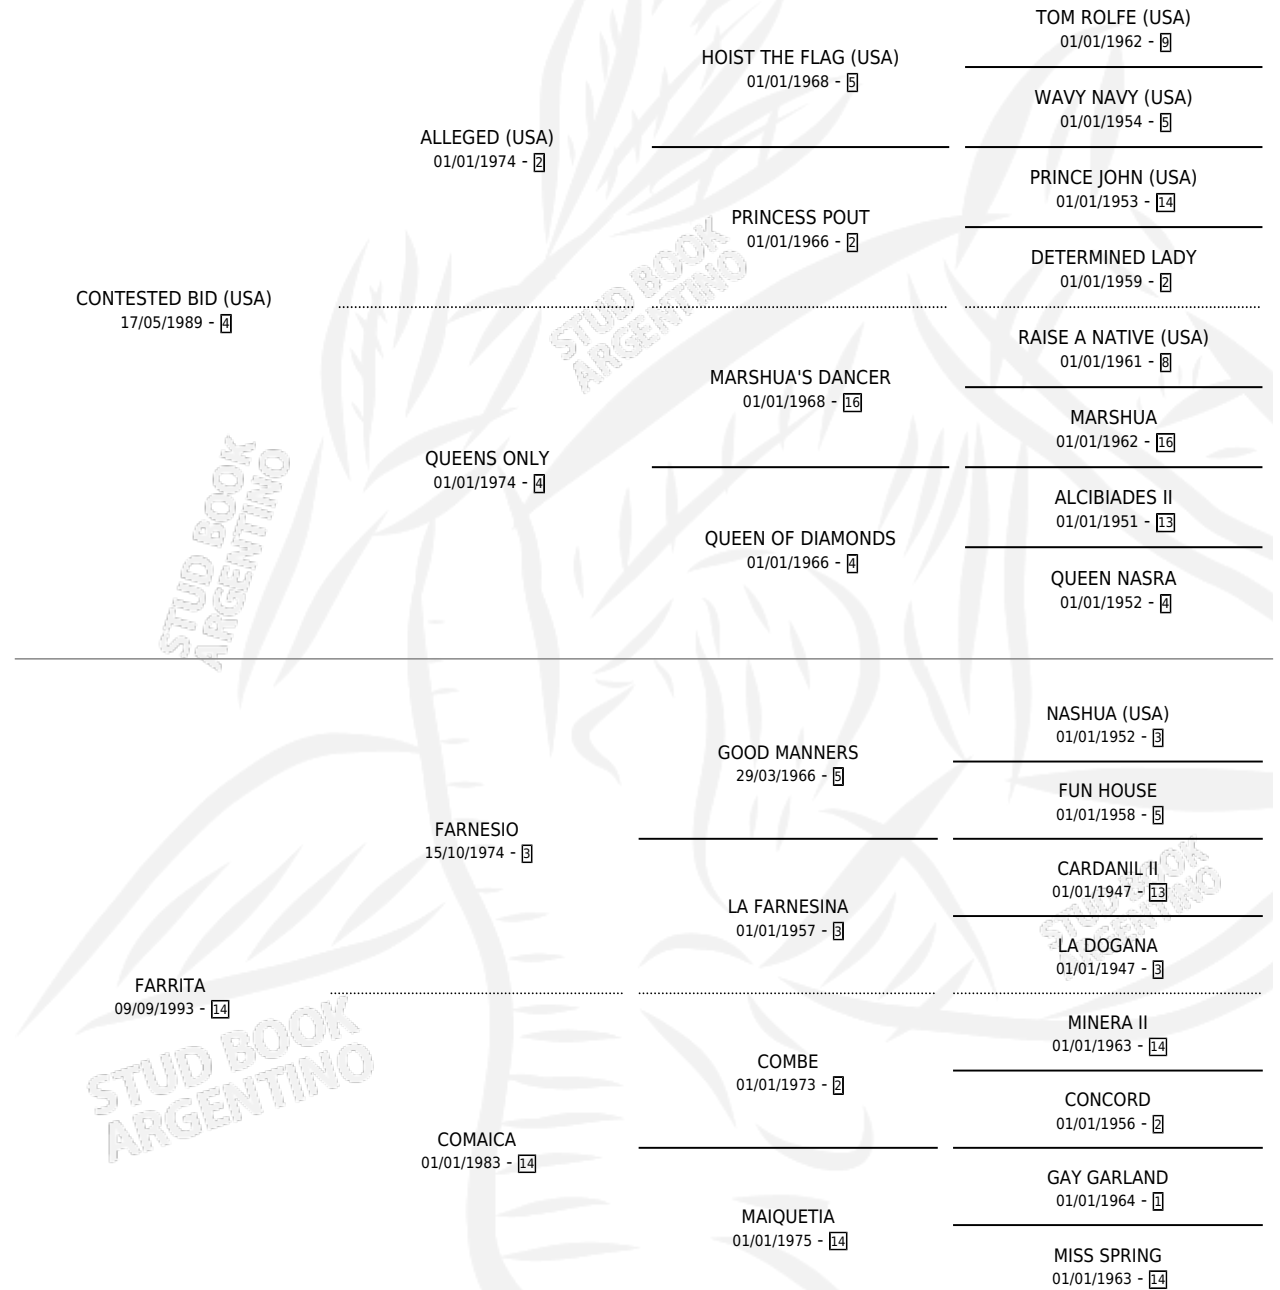 TOM ROLFE (USA)
01/01/1962 - 9
HOIST THE FLAG (USA)
01/01/1968 - 5
WAVY NAVY (USA)
01/01/1954 - 5
ALLEGED (USA)
01/01/1974 - 2
PRINCE JOHN (USA)
01/01/1953 - 14
PRINCESS POUT
01/01/1966 - 2
DETERMINED LADY
01/01/1959 - 2
CONTESTED BID (USA)
17/05/1989 - 4
RAISE A NATIVE (USA)
01/01/1961 - 8
MARSHUA'S DANCER
01/01/1968 - 16
MARSHUA
01/01/1962 - 16
QUEENS ONLY
01/01/1974 - 4
ALCIBIADES II
01/01/1951 - 13
QUEEN OF DIAMONDS
01/01/1966 - 4
QUEEN NASRA
01/01/1952 - 4
NASHUA (USA)
01/01/1952 - 3
GOOD MANNERS
29/03/1966 - 5
FUN HOUSE
01/01/1958 - 5
FARNESIO
15/10/1974 - 3
CARDANIL II
01/01/1947 - 13
LA FARNESINA
01/01/1957 - 3
LA DOGANA
01/01/1947 - 3
FARRITA
09/09/1993 - 14
MINERA II
01/01/1963 - 14
COMBE
01/01/1973 - 2
CONCORD
01/01/1956 - 2
COMAICA
01/01/1983 - 14
GAY GARLAND
01/01/1964 - 1
MAIQUETIA
01/01/1975 - 14
MISS SPRING
01/01/1963 - 14
STUD BOOK
ARGENTINO
STUD BOOK
ARGENTINO
STUD BOOK
ARGENTINO
STUD BOOK
ARGENTINO